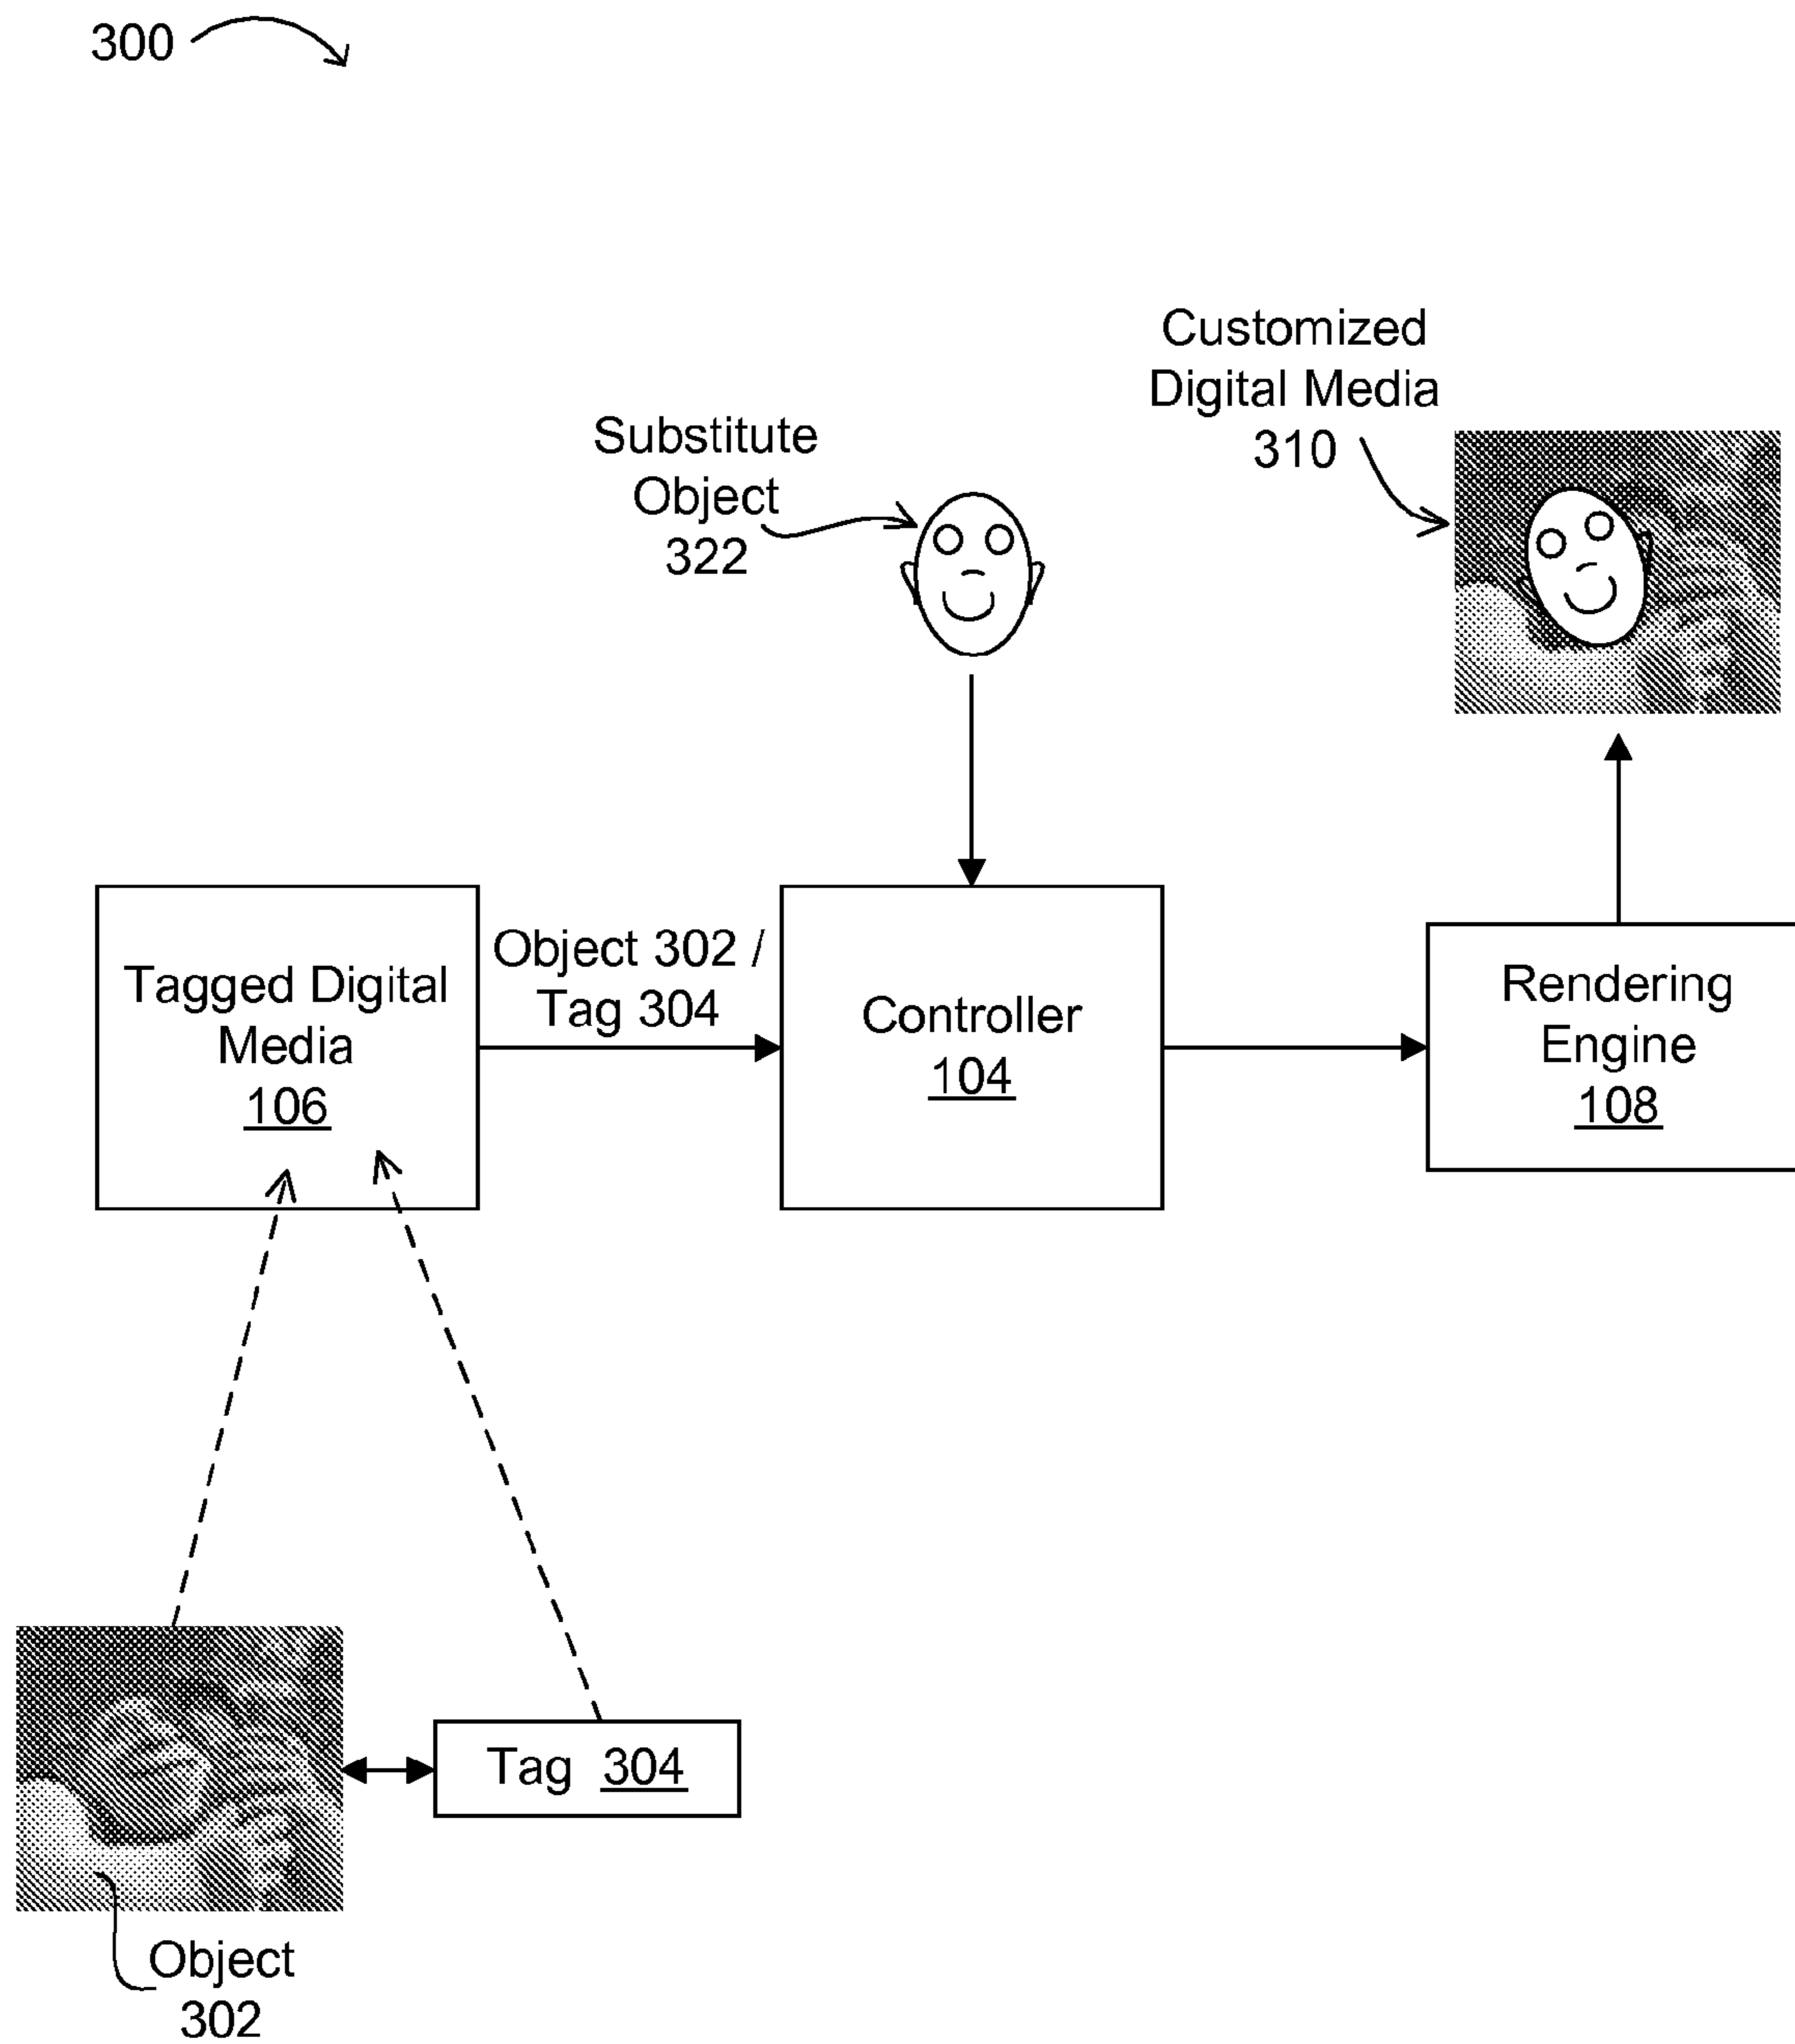 300
Customized
Digital Media
310
Substitute
Object
322
Tagged Digital
Media
106
Object 302 /
Tag 304
Controller
104
Rendering
Engine
108
Tag 304
Object
302